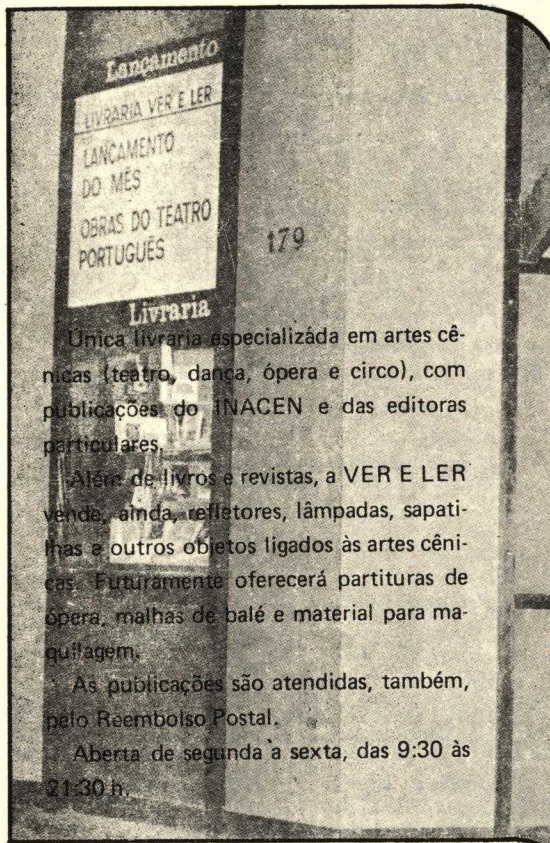 Lançamento
LIVRARIA VER E LER
LANCAMENTO
DO MÊS
OBRAS DO TEATRO
PORTUGUÊS
179
Livraria
Única livraria especializáda em artes cê-
nicas (teatro, dança, ópera e circo), com
publicações do INACEN e das editoras
particulares.
Além de livros e revistas, a VER E LER
vende, ainda, refletores, lâmpadas, sapati-
lhas e outros objetos ligados às artes cêni-
cas. Futuramente oferecerá partituras de
ópera, malhas de balé e material para ma-
quilagem.
As publicações são atendidas, também,
pelo Reembolso Postal.
Aberta de segunda a sexta, das 9:30 às
21:30 h.